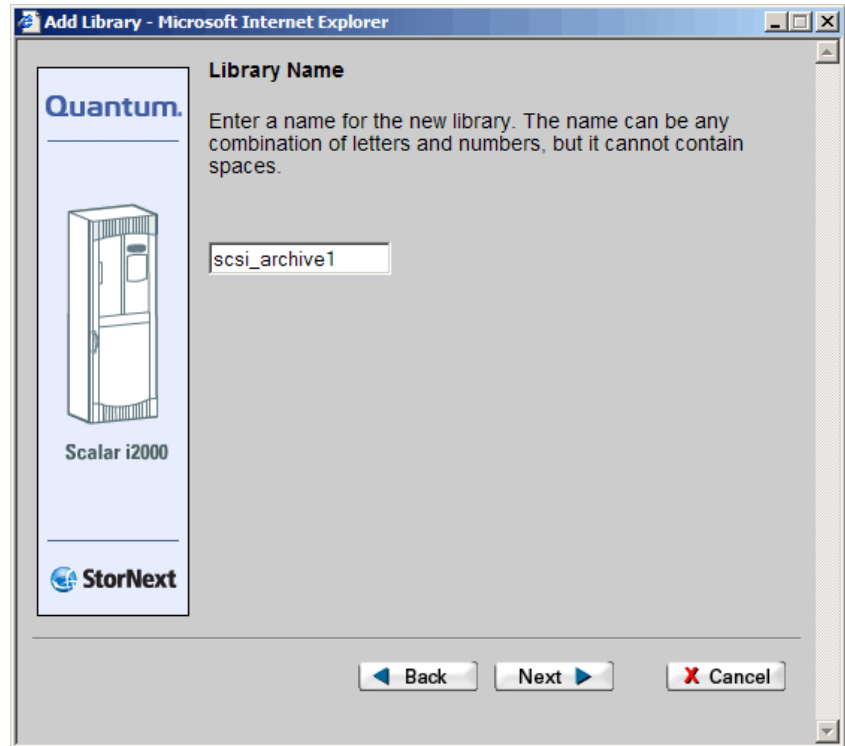 Add Library - Microsoft Internet Explorer
Library Name
Quantum.
Enter a name for the new library. The name can be any
combination of letters and numbers, but it cannot contain
spaces.
scsi_archive1
Scalar i2000
StorNext
Back Next X Cancel